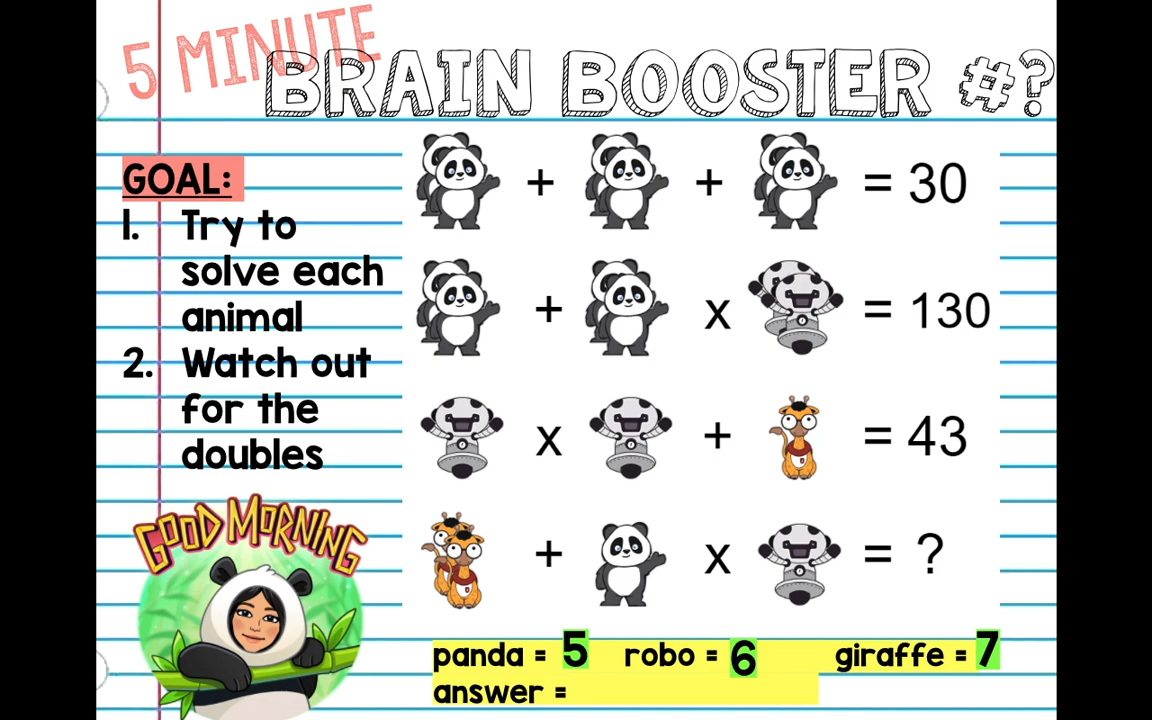 5 MINUTE
BRAIN BOOSTER #?
GOAL:
1. Try to
solve each
animal
2. Watch out
for the
doubles
GOOD MORNING
+ + = 30
+ x = 130
x + = 43
+ x = ?
panda = 5 robo = 6 giraffe = 7
answer =